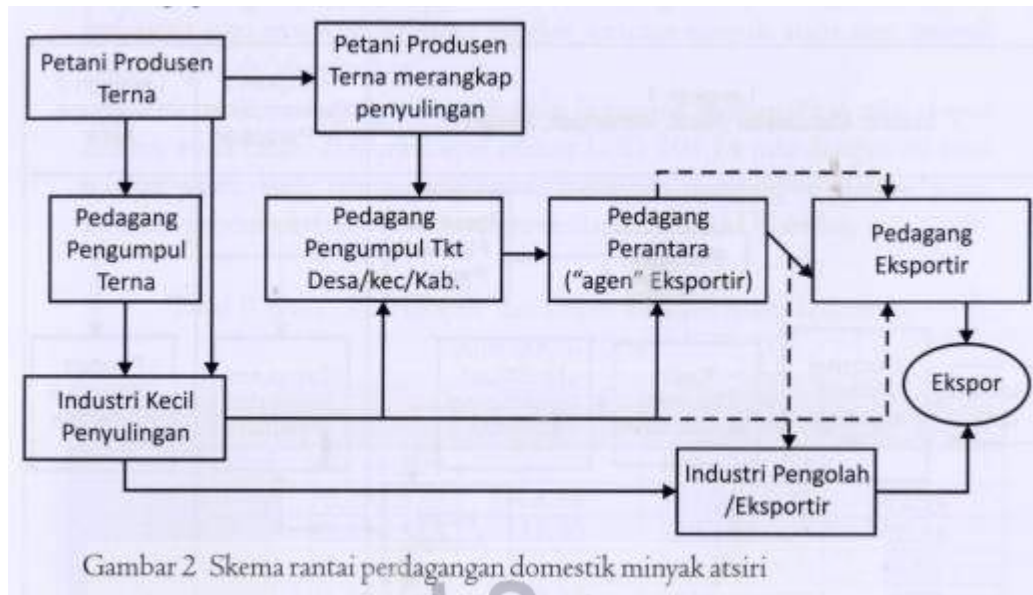 Petani Produsen
Terna
Petani Produsen
Terna merangkap
penyulingan
Pedagang
Pengumpul
Terna
Pedagang
Pengumpul Tkt
Desa/kec/Kab.
Pedagang
Perantara
("agen" Eksportir)
Pedagang
Eksportir
Industri Kecil
Penyulingan
Ekspor
Industri Pengolah
/Eksportir
Gambar 2 Skema rantai perdagangan domestik minyak atsiri